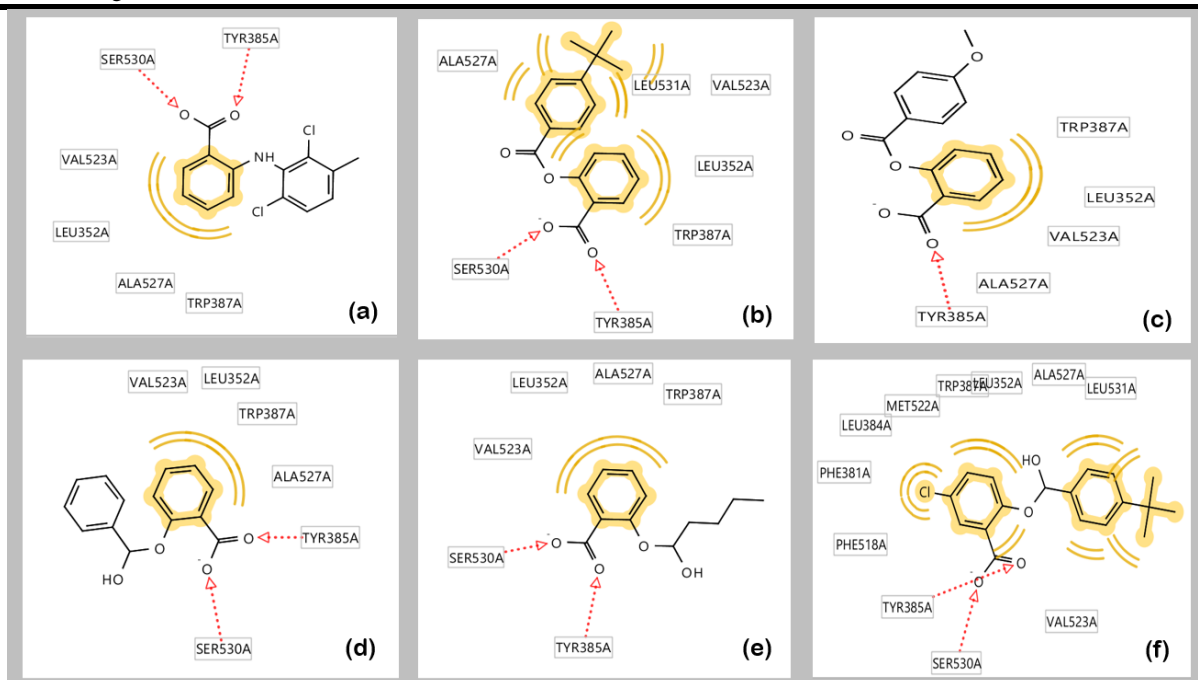 TYR385A
SER530A
O
O
Cl
NH
VAL523A
Cl
LEU352A
ALA527A
TRP387A
(a)
ALA527A
LEU531A
VAL523A
O
O
LEU352A
-
O
TRP387A
SER530A
O
TYR385A
(b)
O
TRP387A
O
O
LEU352A
-
O
VAL523A
O
ALA527A
TYR385A
(c)
VAL523A
LEU352A
TRP387A
ALA527A
O
O
TYR385A
-
O
HO
SER530A
(d)
LEU352A
ALA527A
TRP387A
VAL523A
-
O
O
SER530A
O
OH
TYR385A
(e)
ALA527A
TRP387A
LEU352A
LEU531A
MET522A
LEU384A
HO
PHE381A
Cl
O
PHE518A
O
-
O
TYR385A
VAL523A
SER530A
(f)